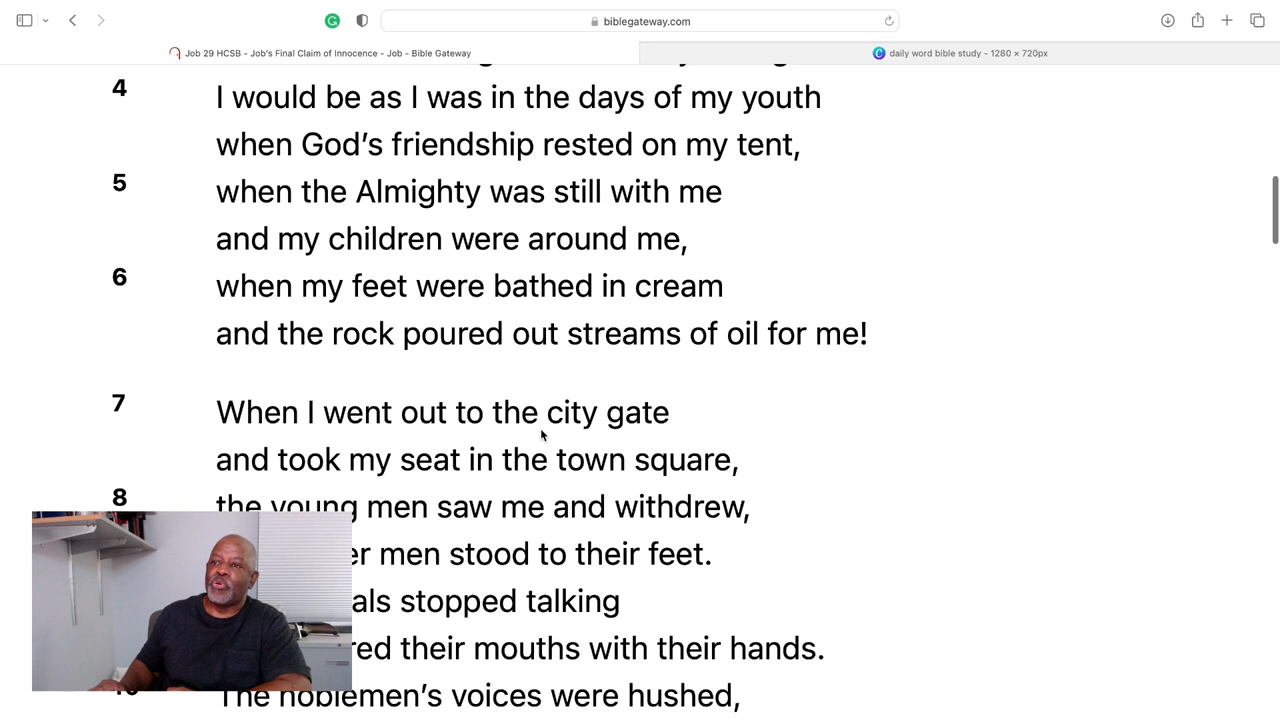 biblegateway.com
Job 29 HCSB - Job's Final Claim of Innocence - Job - Bible Gateway
daily word bible study - 1280 × 720px
4 I would be as I was in the days of my youth
when God’s friendship rested on my tent,
5 when the Almighty was still with me
and my children were around me,
6 when my feet were bathed in cream
and the rock poured out streams of oil for me!
7 When I went out to the city gate
and took my seat in the town square,
8 the young men saw me and withdrew,
men stood to their feet.
stopped talking
their mouths with their hands.
The noblemen’s voices were hushed,